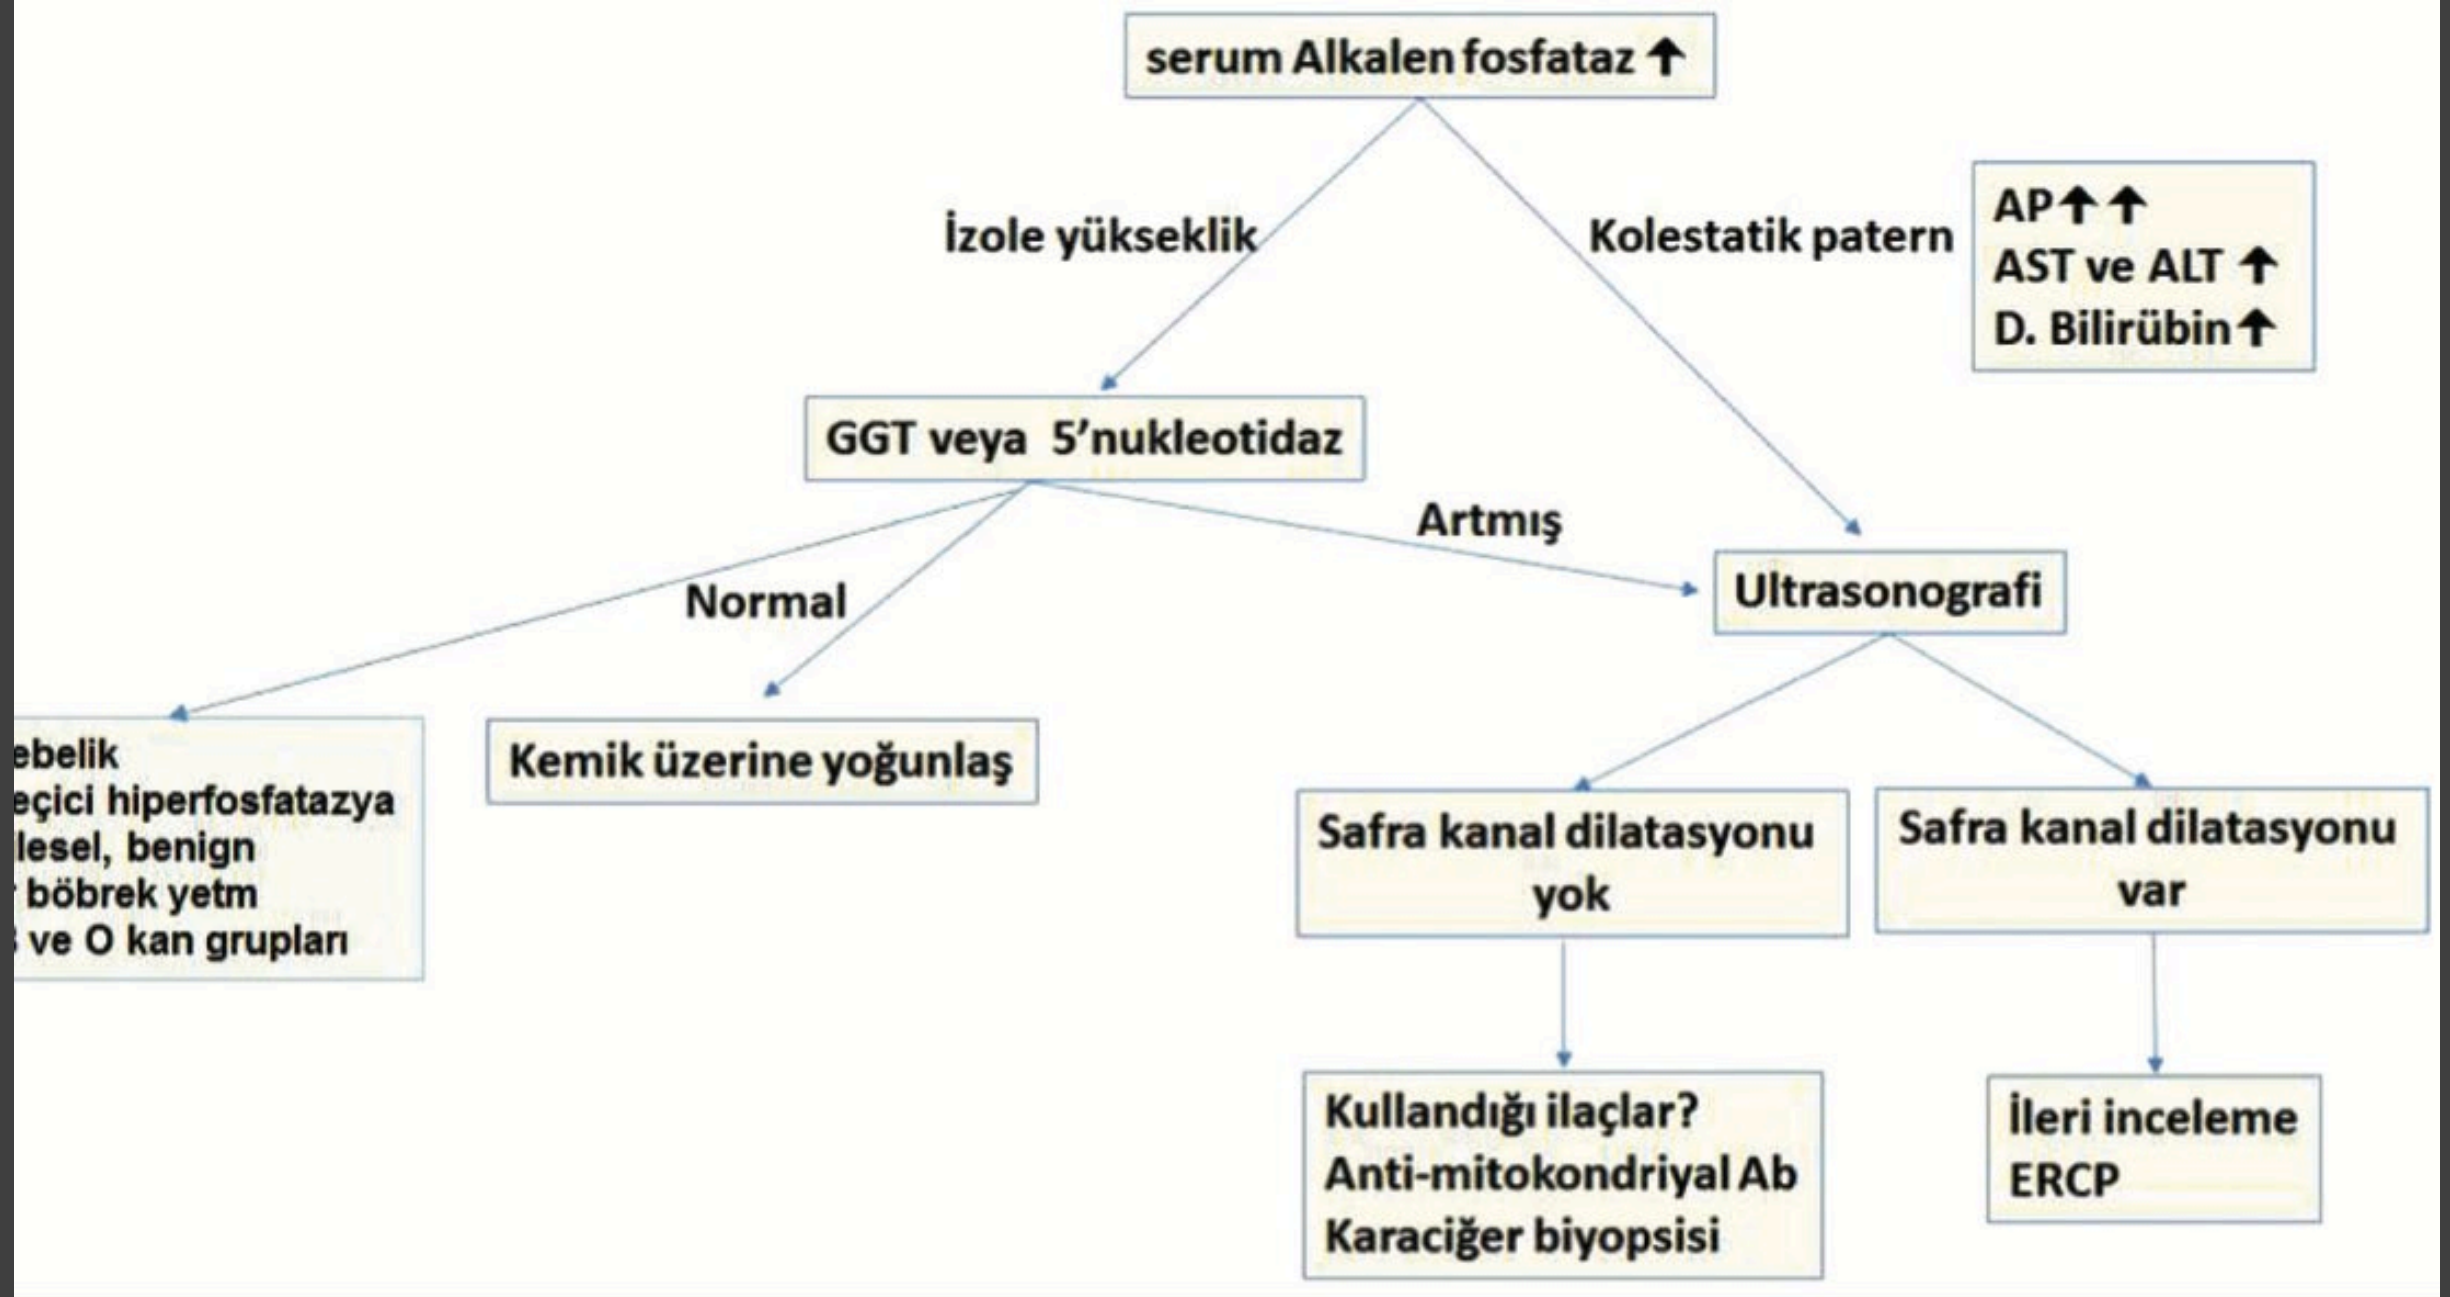 serum Alkalen fosfataz ↑
İzole yükseklik
Kolestatik patern
AP↑↑
AST ve ALT ↑
D. Bilirübin↑
GGT veya 5'nukleotidaz
Artmış
Normal
Ultrasonografi
ebelik
eçici hiperfosfatazya
lesel, benign
böbrek yetm
ve O kan grupları
Kemik üzerine yoğunlaş
Safra kanal dilatasyonu
yok
Safra kanal dilatasyonu
var
Kullandığı ilaçlar?
Anti-mitokondriyal Ab
Karaciğer biyopsisi
İleri inceleme
ERCP